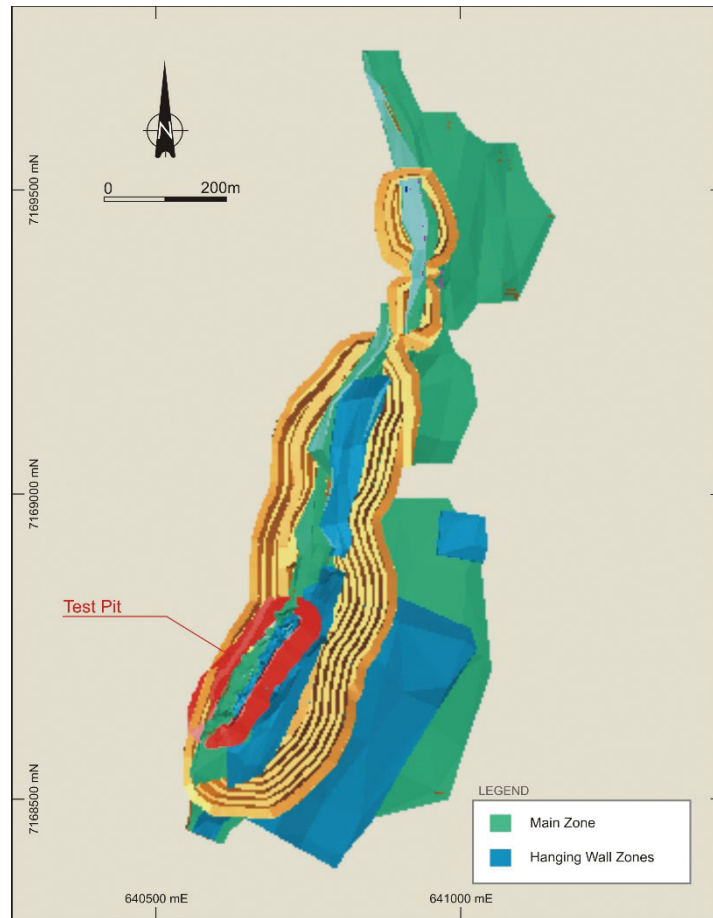 N
0
200m
7169500 mN
7169000 mN
Test Pit
7168500 mN
LEGEND
Main Zone
Hanging Wall Zones
640500 mE
641000 mE